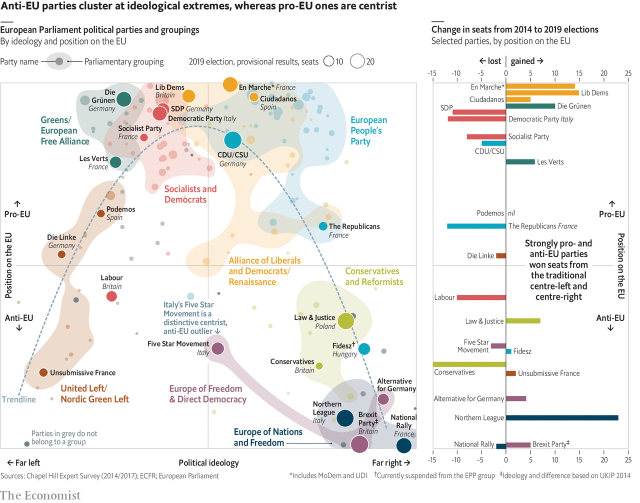 Anti-EU parties cluster at ideological extremes, whereas pro-EU ones are centrist
European Parliament political parties and groupings
By ideology and position on the EU
Party name
Parliamentary grouping
2019 election, provisional results, seats
10
20
Die
Grünen
Germany
Lib Dems
Britain
En Marche* France
Ciudadanos
Spain
SDP Germany
Democratic Party Italy
Greens/
European
Free Alliance
Socialist Party
France
European
People's
Party
CDU/CSU
Germany
Les Verts
France
Socialists and
Democrats
↑
Pro-EU
Podemos
Spain
The Republicans
France
Die Linke
Germany
Position on the EU
Alliance of Liberals
and Democrats/
Renaissance
Conservatives
and Reformists
Labour
Britain
Anti-EU
↓
Italy's Five Star
Movement is a
distinctive centrist,
anti-EU outlier ↓
Law & Justice
Poland
Five Star Movement
Italy
Fidesz†
Hungary
Conservatives
Britain
Unsubmissive France
Trendline
United Left/
Nordic Green Left
Europe of Freedom
& Direct Democracy
Alternative
for Germany
Northern
League
Italy
Brexit
Party‡
Britain
National
Rally
France
Europe of Nations
and Freedom
Parties in grey do not
belong to a group
← Far left
Political ideology
Far right →
Change in seats from 2014 to 2019 elections
Selected parties, by position on the EU
← lost
gained →
-15 -10 -5 0 5 10 15 20 25
En Marche*
Lib Dems
Ciudadanos
Die Grünen
SDP
Democratic Party Italy
Socialist Party
CDU/CSU
Les Verts
↑
Pro-EU
Podemos nil
The Republicans France
Die Linke
Strongly pro- and
anti-EU parties
won seats from
the traditional
centre-left and
centre-right
Position on the EU
Labour
Anti-EU
↓
Law & Justice
Five Star
Movement
Fidesz
Conservatives
Unsubmissive France
Alternative for Germany
Northern League
National Rally
Brexit Party‡
-15 -10 -5 0 5 10 15 20 25
Sources: Chapel Hill Expert Survey (2014/2017); ECFR; European Parliament
*Includes MoDem and UDI
†Currently suspended from the EPP group
‡Ideology and difference based on UKIP 2014
The Economist